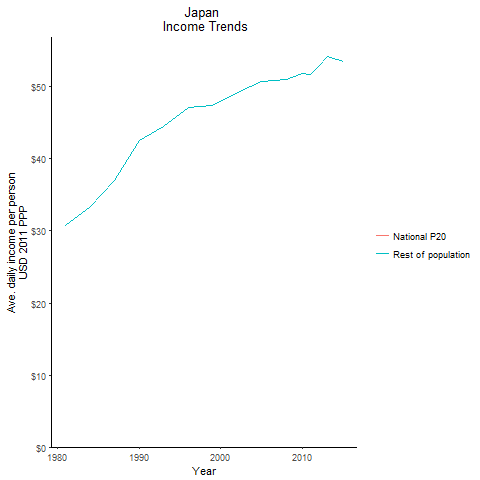 Japan
Income Trends
Ave. daily income per person
USD 2011 PPP
$50
$40
$30
$20
$10
$0
1980
1990
2000
2010
Year
National P20
Rest of population